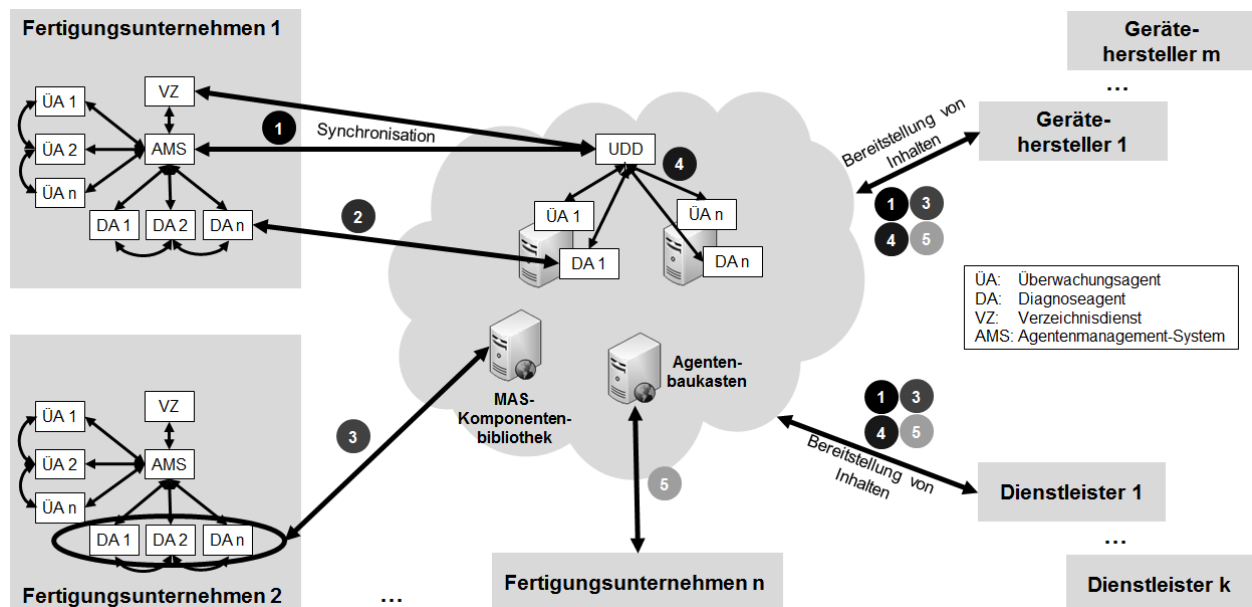 Fertigungsunternehmen 1
VZ
ÜA 1
ÜA 2
ÜA n
AMS
DA 1
DA 2
DA n
1
Synchronisation
2
UDD
4
ÜA 1
DA 1
ÜA n
DA n
Geräte-
hersteller m
...
Geräte-
hersteller 1
Bereitstellung von
Inhalten
1
3
4
5
ÜA: Überwachungsagent
DA: Diagnoseagent
VZ: Verzeichnisdienst
AMS: Agentenmanagement-System
MAS-
Komponenten-
bibliothek
Agenten-
baukasten
3
5
VZ
ÜA 1
ÜA 2
ÜA n
AMS
DA 1
DA 2
DA n
Fertigungsunternehmen 2
...
Fertigungsunternehmen n
1
3
4
5
Bereitstellung von
Inhalten
Dienstleister 1
...
Dienstleister k